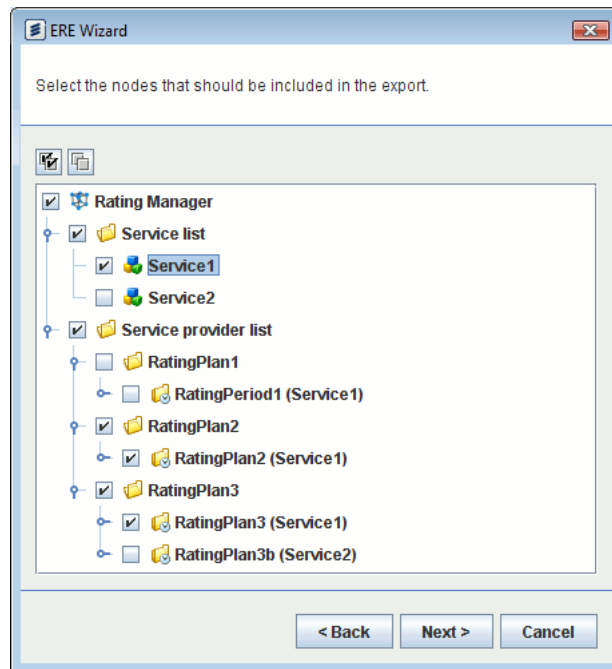 ERE Wizard
Select the nodes that should be included in the export.
Rating Manager
Service list
Service1
Service2
Service provider list
RatingPlan1
RatingPeriod1 (Service1)
RatingPlan2
RatingPlan2 (Service1)
RatingPlan3
RatingPlan3 (Service1)
RatingPlan3b (Service2)
< Back Next > Cancel